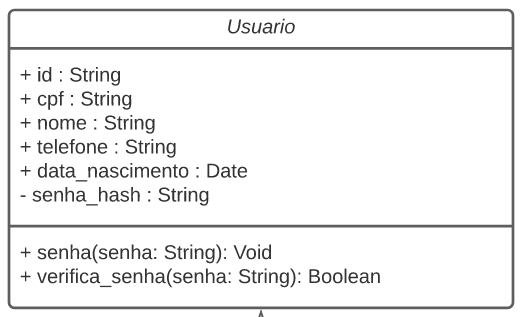 Usuario
+ id : String
+ cpf : String
+ nome : String
+ telefone : String
+ data_nascimento : Date
- senha_hash : String
+ senha(senha: String): Void
+ verifica_senha(senha: String): Boolean